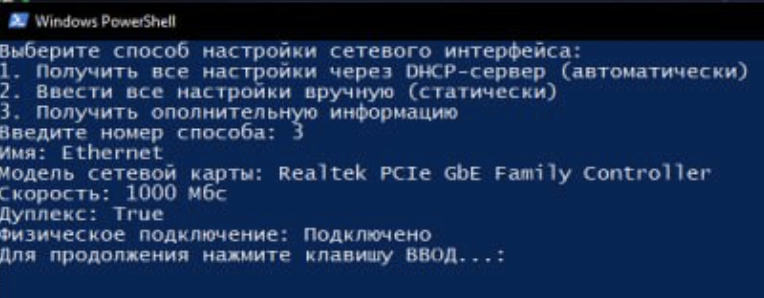 Windows PowerShell
Выберите способ настройки сетевого интерфейса:
1. Получить все настройки через DHCP-сервер (автоматически)
2. Ввести все настройки вручную (статически)
3. Получить ополнительную информацию
Введите номер способа: 3
Имя: Ethernet
Модель сетевой карты: Realtek PCIe GbE Family Controller
Скорость: 1000 Мбс
Дуплекс: True
Физическое подключение: Подключено
Для продолжения нажмите клавишу ВВОД...: